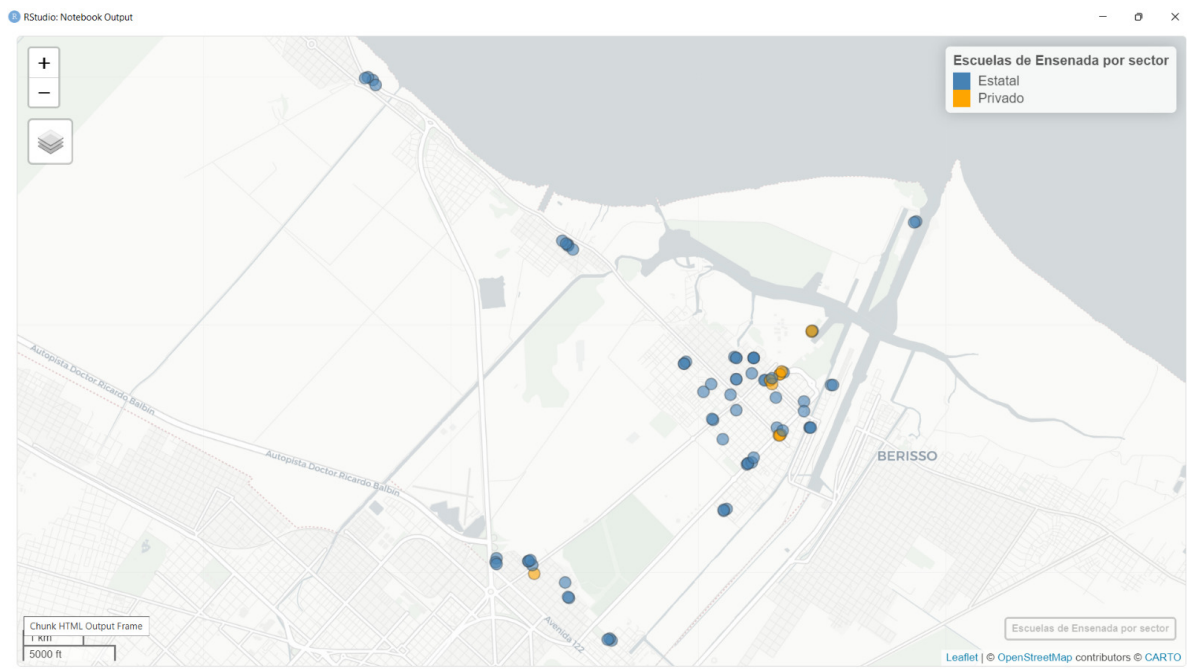 RStudio: Notebook Output
+
−
Escuelas de Ensenada por sector
Estatal
Privado
Autopista Doctor Ricardo Balbín
Autopista Doctor Ricardo Balbín
BERISSO
Avenida 122
Chunk HTML Output Frame
1 km
5000 ft
Escuelas de Ensenada por sector
Leaflet | © OpenStreetMap contributors © CARTO